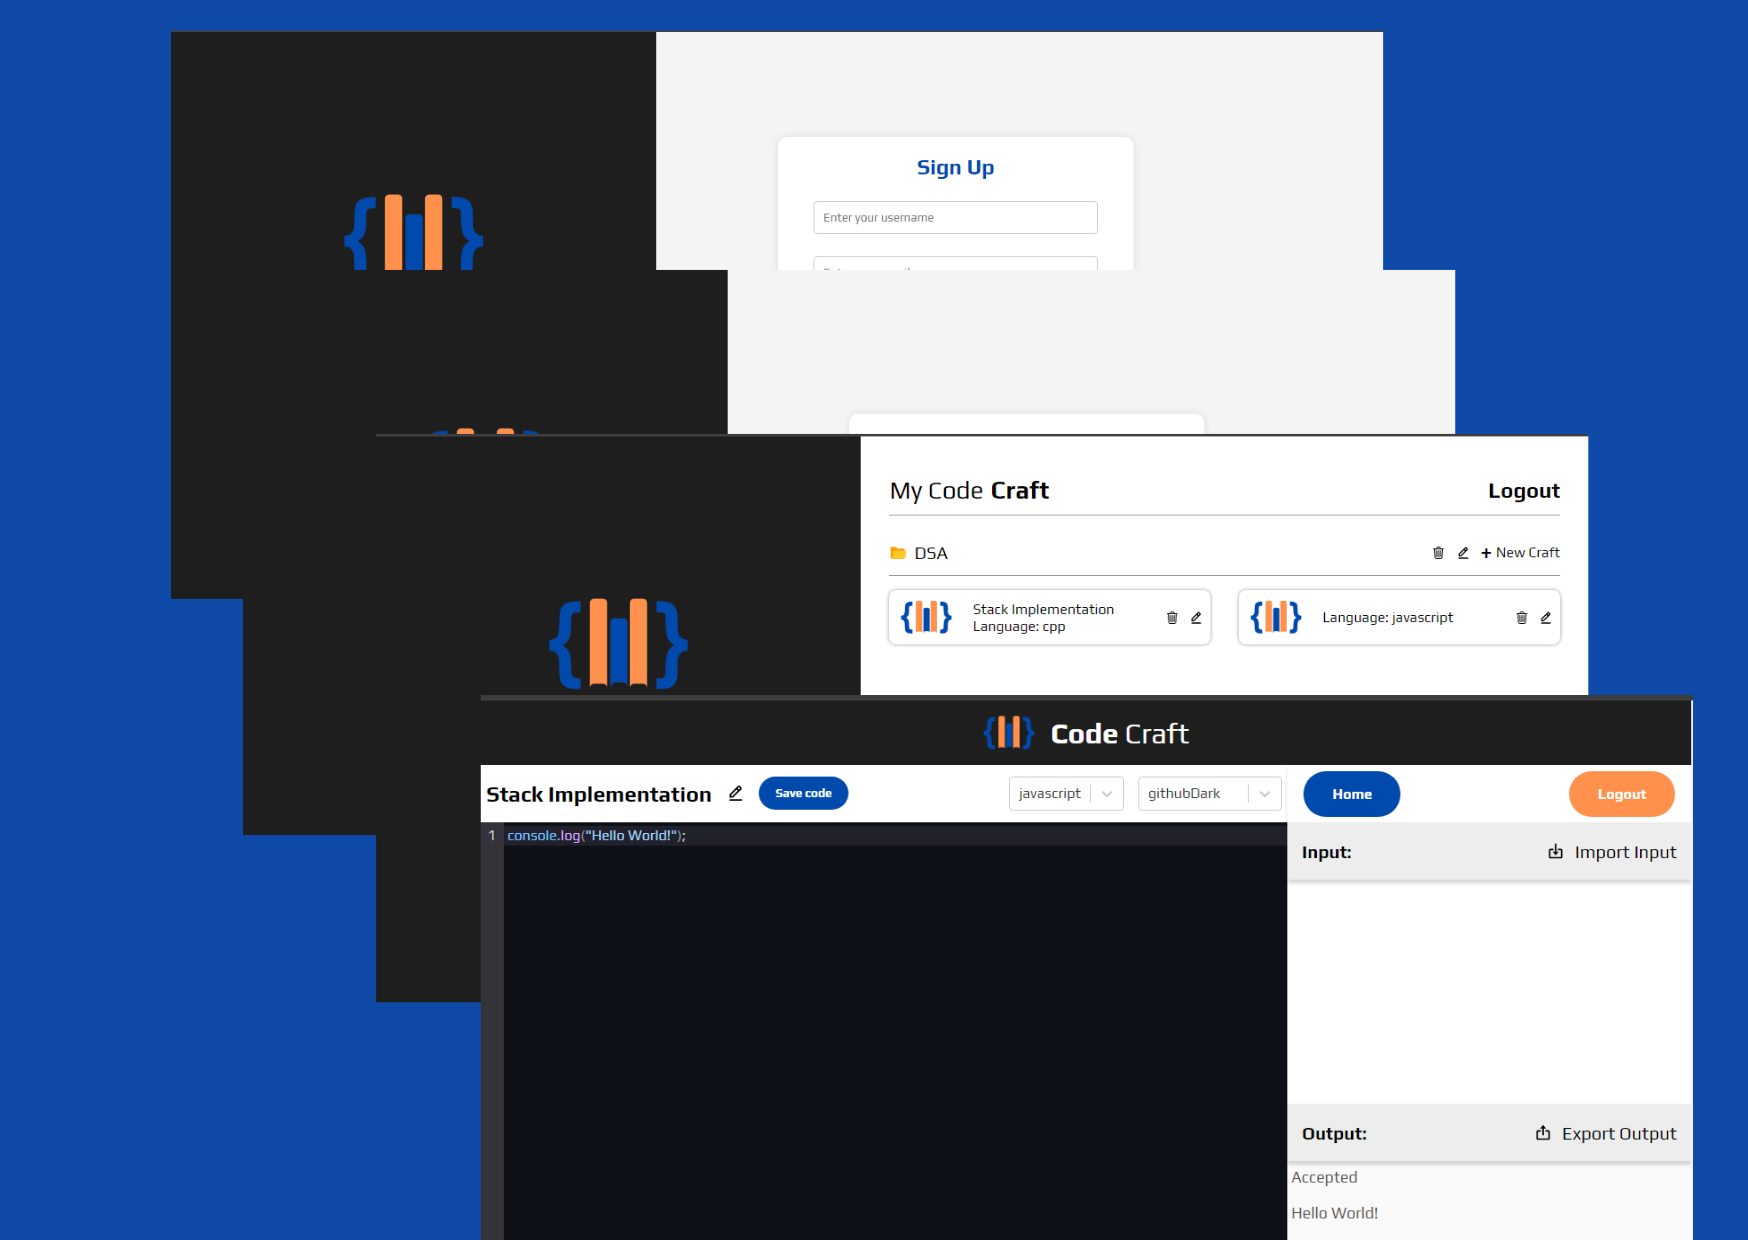 Sign Up
Enter your username
My Code Craft
Logout
DSA
+ New Craft
Stack Implementation
Language: cpp
Language: javascript
Code Craft
Stack Implementation
Save code
javascript
githubDark
Home
Logout
1 console.log("Hello World!");
Input:
Import Input
Output:
Export Output
Accepted
Hello World!